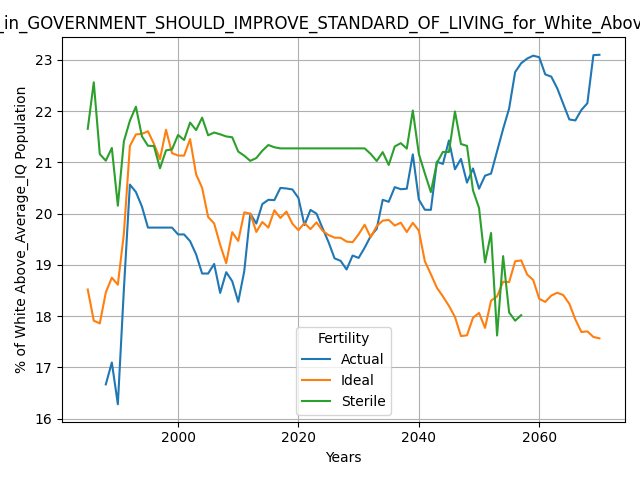 _in_GOVERNMENT_SHOULD_IMPROVE_STANDARD_OF_LIVING_for_White_Abov
% of White Above_Average_IQ Population
23
22
21
20
19
18
17
16
Fertility
Actual
Ideal
Sterile
2000 2020 2040 2060
Years